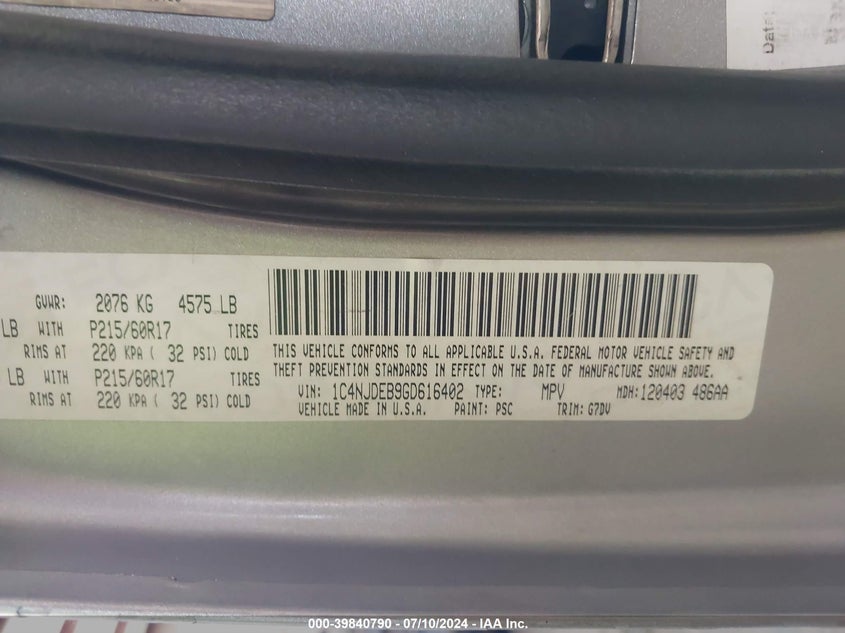 Date:
GVWR: 2076 KG 4575 LB
LB WITH P215/60R17 TIRES
RIMS AT 220 KPA ( 32 PSI) COLD
LB WITH P215/60R17 TIRES
RIMS AT 220 KPA ( 32 PSI) COLD
THIS VEHICLE CONFORMS TO ALL APPLICABLE U.S.A. FEDERAL MOTOR VEHICLE SAFETY AND
THEFT PREVENTION STANDARDS IN EFFECT ON THE DATE OF MANUFACTURE SHOWN ABOVE.
VIN: 1C4NJDEB9GD616402 TYPE: MPV MDH: 120403 486AA
VEHICLE MADE IN U.S.A. PAINT: PSC TRIM: G7DV
000-39840790 - 07/10/2024 - IAA Inc.